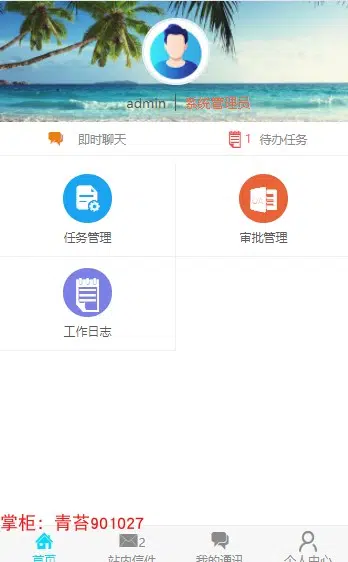 admin | 系统管理员
即时聊天 1 待办任务
任务管理 审批管理
工作日志
掌柜：青苔901027
首页 站内信件 2 我的通讯 个人中心